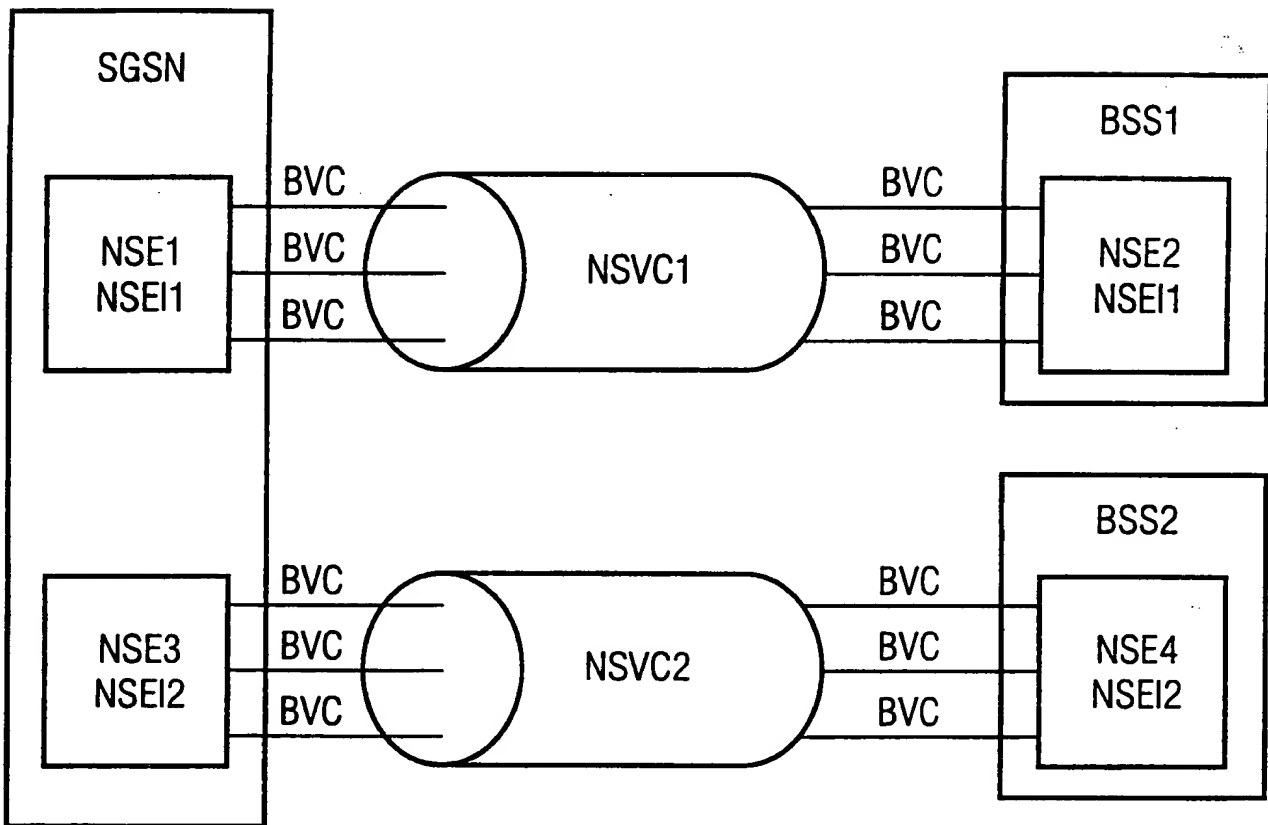 SGSN
BSS1
BVC
BVC
NSE1
NSEI1
BVC
NSVC1
BVC
NSE2
NSEI1
BVC
BVC
BSS2
BVC
BVC
NSE3
NSEI2
BVC
NSVC2
BVC
NSE4
NSEI2
BVC
BVC